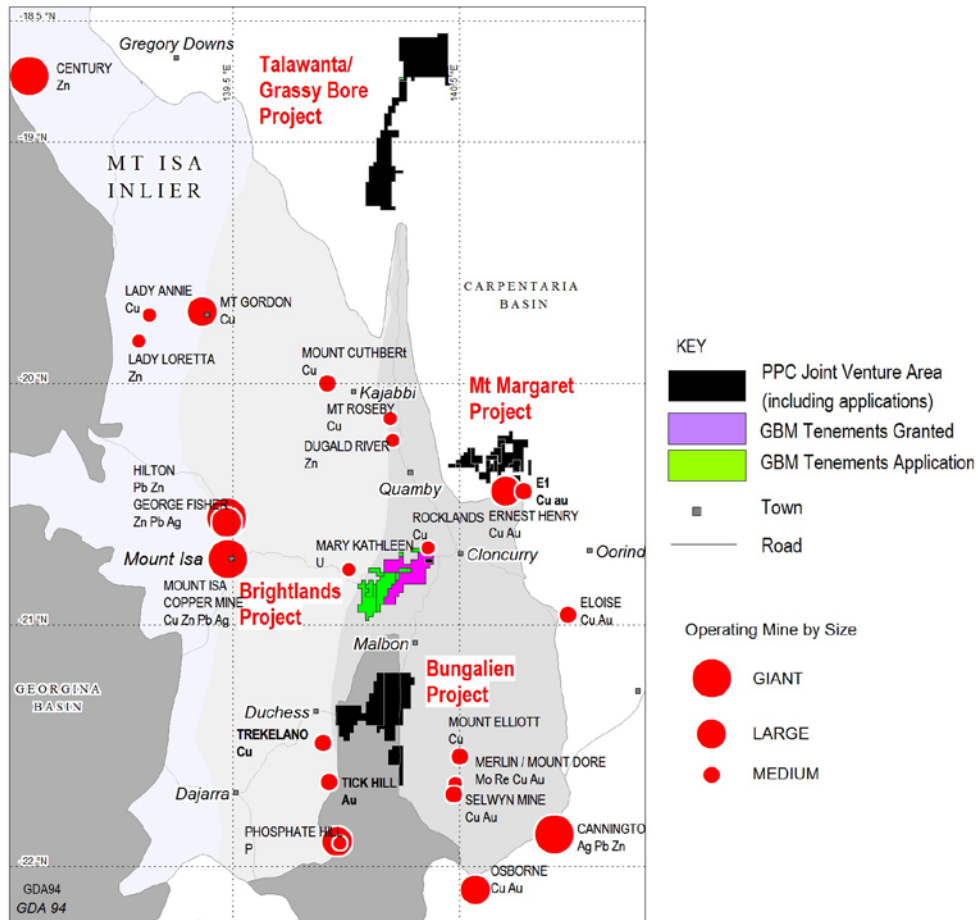 -18.5 °N
Gregory Downs
CENTURY
Zn
Talawanta/
Grassy Bore
Project
139.5 °E
140.5 °E
-19 °N
MT ISA
INLIER
CARPENTARIA
BASIN
LADY ANNIE
Cu
MT GORDON
Cu
LADY LORETTA
Zn
MOUNT CUTHBERt
Cu
-20 °N
Kajabbi
MT ROSEBY
Cu
DUGALD RIVER
Zn
Mt Margaret
Project
HILTON
Pb Zn
GEORGE FISHER
Zn Pb Ag
Quamby
E1
Cu au
ERNEST HENRY
Cu Au
ROCKLANDS
Cu
Mount Isa
MARY KATHLEEN
U
Cloncurry
Oorind
MOUNT ISA
COPPER MINE
Cu Zn Pb Ag
Brightlands
Project
ELOISE
Cu Au
-21 °N
Malbon
GEORGINA
BASIN
Bungalien
Project
Duchess
TREKELANO
Cu
MOUNT ELLIOTT
Cu
MERLIN / MOUNT DORE
Mo Re Cu Au
Dajarra
TICK HILL
Au
SELWYN MINE
Cu Au
PHOSPHATE HILL
P
CANNINGTO
Ag Pb Zn
-22 °N
OSBORNE
Cu Au
GDA94
GDA 94
KEY
PPC Joint Venture Area
(including applications)
GBM Tenements Granted
GBM Tenements Application
Town
Road
Operating Mine by Size
GIANT
LARGE
MEDIUM